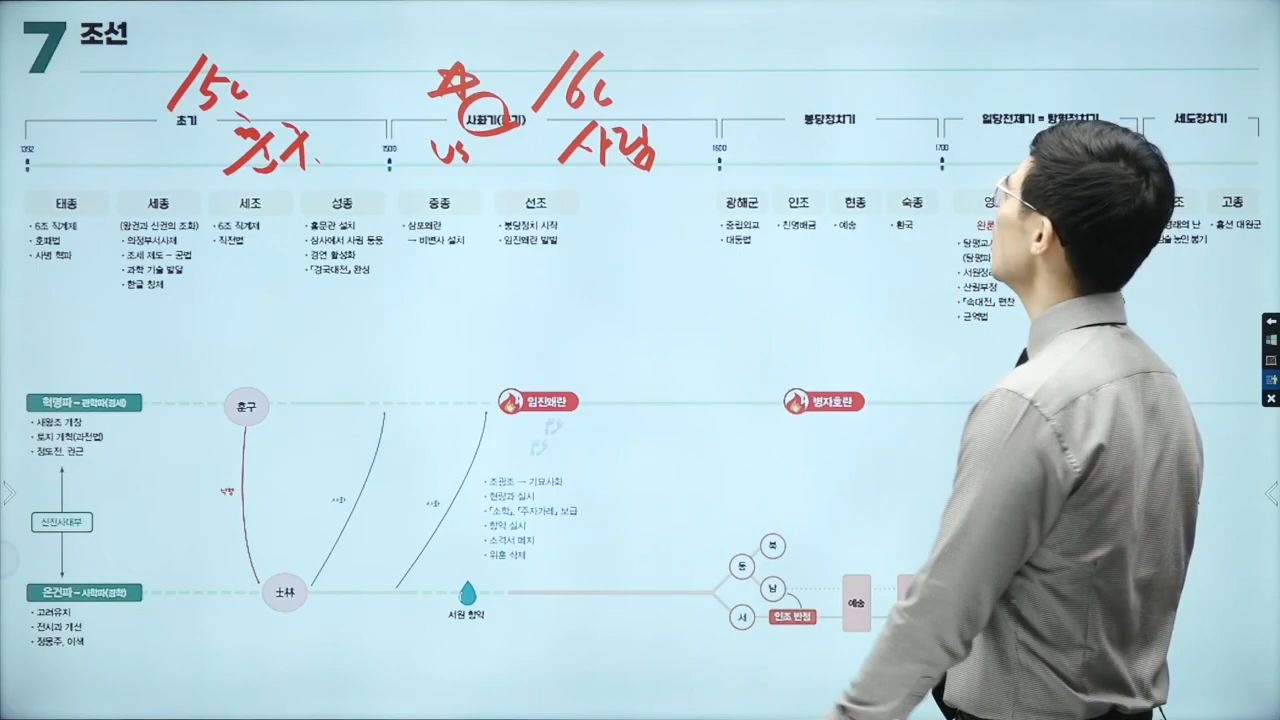 7 조선
15c
훈구
vs
16c
사림
초기
붕당정치기
세도정치기
1392
1500
1600
1700
태종
· 6조 직계제
· 호패법
· 사병 혁파
세종
(왕권과 신권의 조화)
· 의정부서사제
· 조세 제도 – 공법
· 과학 기술 발달
· 한글 창제
세조
· 6조 직계제
· 직전법
성종
· 홍문관 설치
· 삼사에서 사림 등용
· 경연 활성화
· 『경국대전』 완성
중종
· 삼포왜란
→ 비변사 설치
선조
· 붕당정치 시작
· 임진왜란 발발
광해군
· 중립외교
· 대동법
인조
· 친명배금
현종
· 예송
숙종
· 환국
· 산림부정
· 『속대전』 편찬
· 균역법
고종
· 흥선 대원군
혁명파 – 관학파(경세)
· 새왕조 개창
· 토지 개혁(과전법)
· 정도전, 권근
신진사대부
온건파 – 사학파(경학)
· 고려유지
· 전시과 개선
· 정몽주, 이색
훈구
士林
사화
사화
임진왜란
· 조광조 → 기묘사화
· 현량과 실시
· 『소학』, 『주자가례』 보급
· 향약 실시
· 소격서 폐지
· 위훈 삭제
서원 향약
병자호란
북
동
남
서
인조 반정
예송